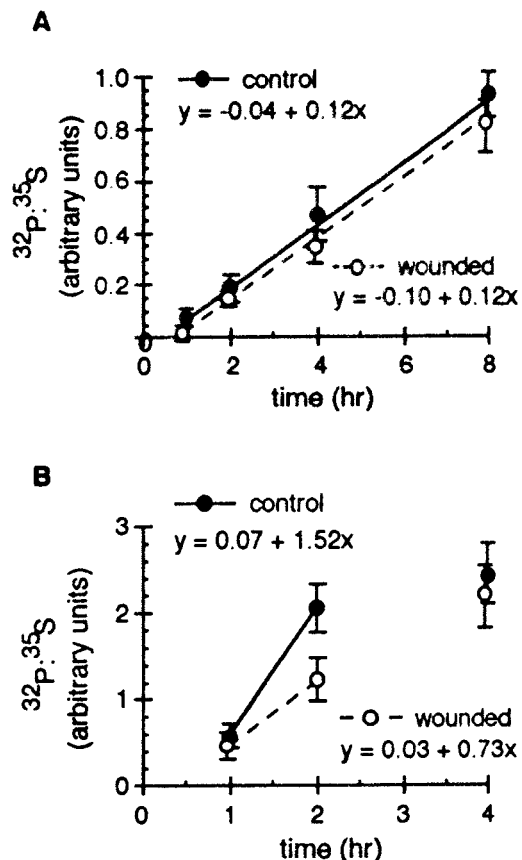 A
control
y = -0.04 + 0.12x
1.0
0.8
0.6
0.4
0.2
0
32P:35S
(arbitrary units)
wounded
y = -0.10 + 0.12x
0 2 4 6 8
time (hr)
B
control
y = 0.07 + 1.52x
3
2
1
0
32P:35S
(arbitrary units)
wounded
y = 0.03 + 0.73x
0 1 2 3 4
time (hr)